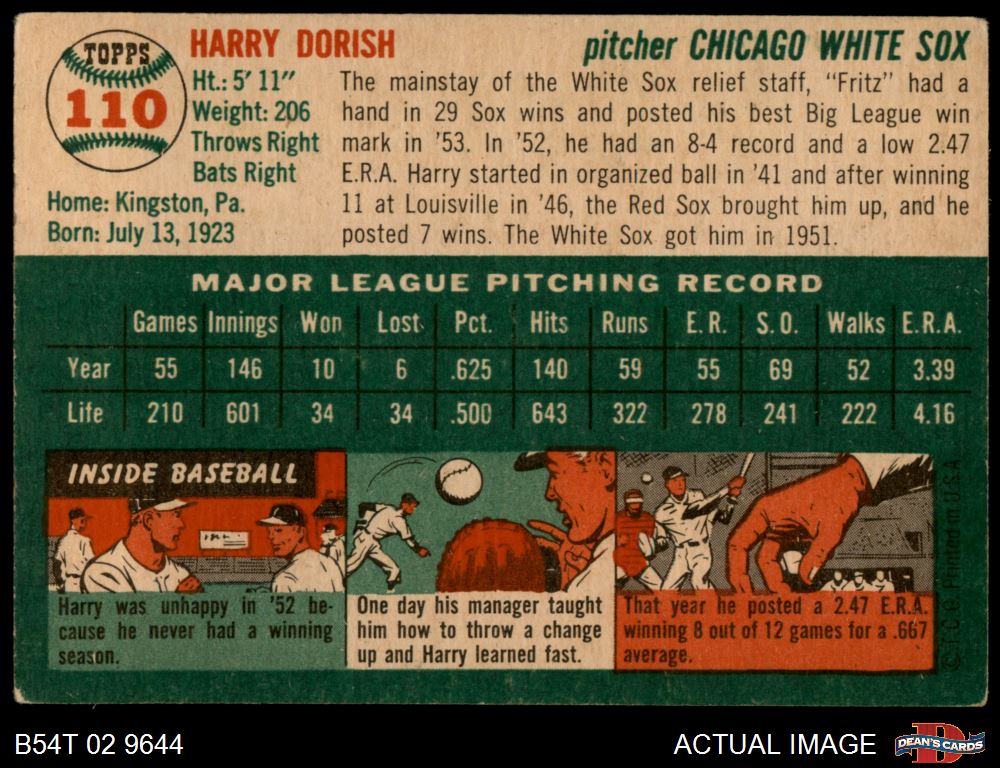 TOPPS
110
HARRY DORISH
pitcher CHICAGO WHITE SOX
Ht.: 5' 11"
Weight: 206
Throws Right
Bats Right
Home: Kingston, Pa.
Born: July 13, 1923
The mainstay of the White Sox relief staff, "Fritz" had a
hand in 29 Sox wins and posted his best Big League win
mark in '53. In '52, he had an 8-4 record and a low 2.47
E.R.A. Harry started in organized ball in '41 and after winning
11 at Louisville in '46, the Red Sox brought him up, and he
posted 7 wins. The White Sox got him in 1951.
MAJOR LEAGUE PITCHING RECORD
Games Innings Won Lost Pct. Hits Runs E.R. S.O. Walks E.R.A.
Year 55 146 10 6 .625 140 59 55 69 52 3.39
Life 210 601 34 34 .500 643 322 278 241 222 4.16
INSIDE BASEBALL
Harry was unhappy in '52 be-
cause he never had a winning
season.
One day his manager taught
him how to throw a change
up and Harry learned fast.
That year he posted a 2.47 E.R.A.
winning 8 out of 12 games for a .667
average.
© T.C.G. Printed in U.S.A.
B54T 02 9644
ACTUAL IMAGE
DEAN'S CARDS